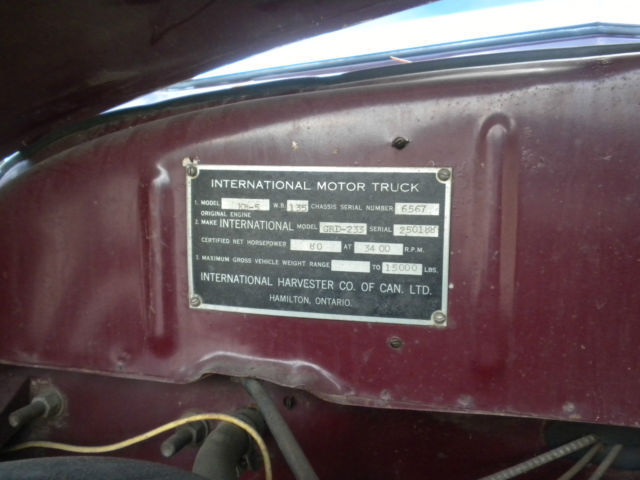 INTERNATIONAL MOTOR TRUCK
1. MODEL KB-5 W.B. 135 CHASSIS SERIAL NUMBER 6567
ORIGINAL ENGINE
2. MAKE INTERNATIONAL MODEL GRD-233 SERIAL 250188
CERTIFIED NET HORSEPOWER 80 AT 3400 R.P.M.
3. MAXIMUM GROSS VEHICLE WEIGHT RANGE TO 15000 LBS.
INTERNATIONAL HARVESTER CO. OF CAN. LTD.
HAMILTON, ONTARIO.